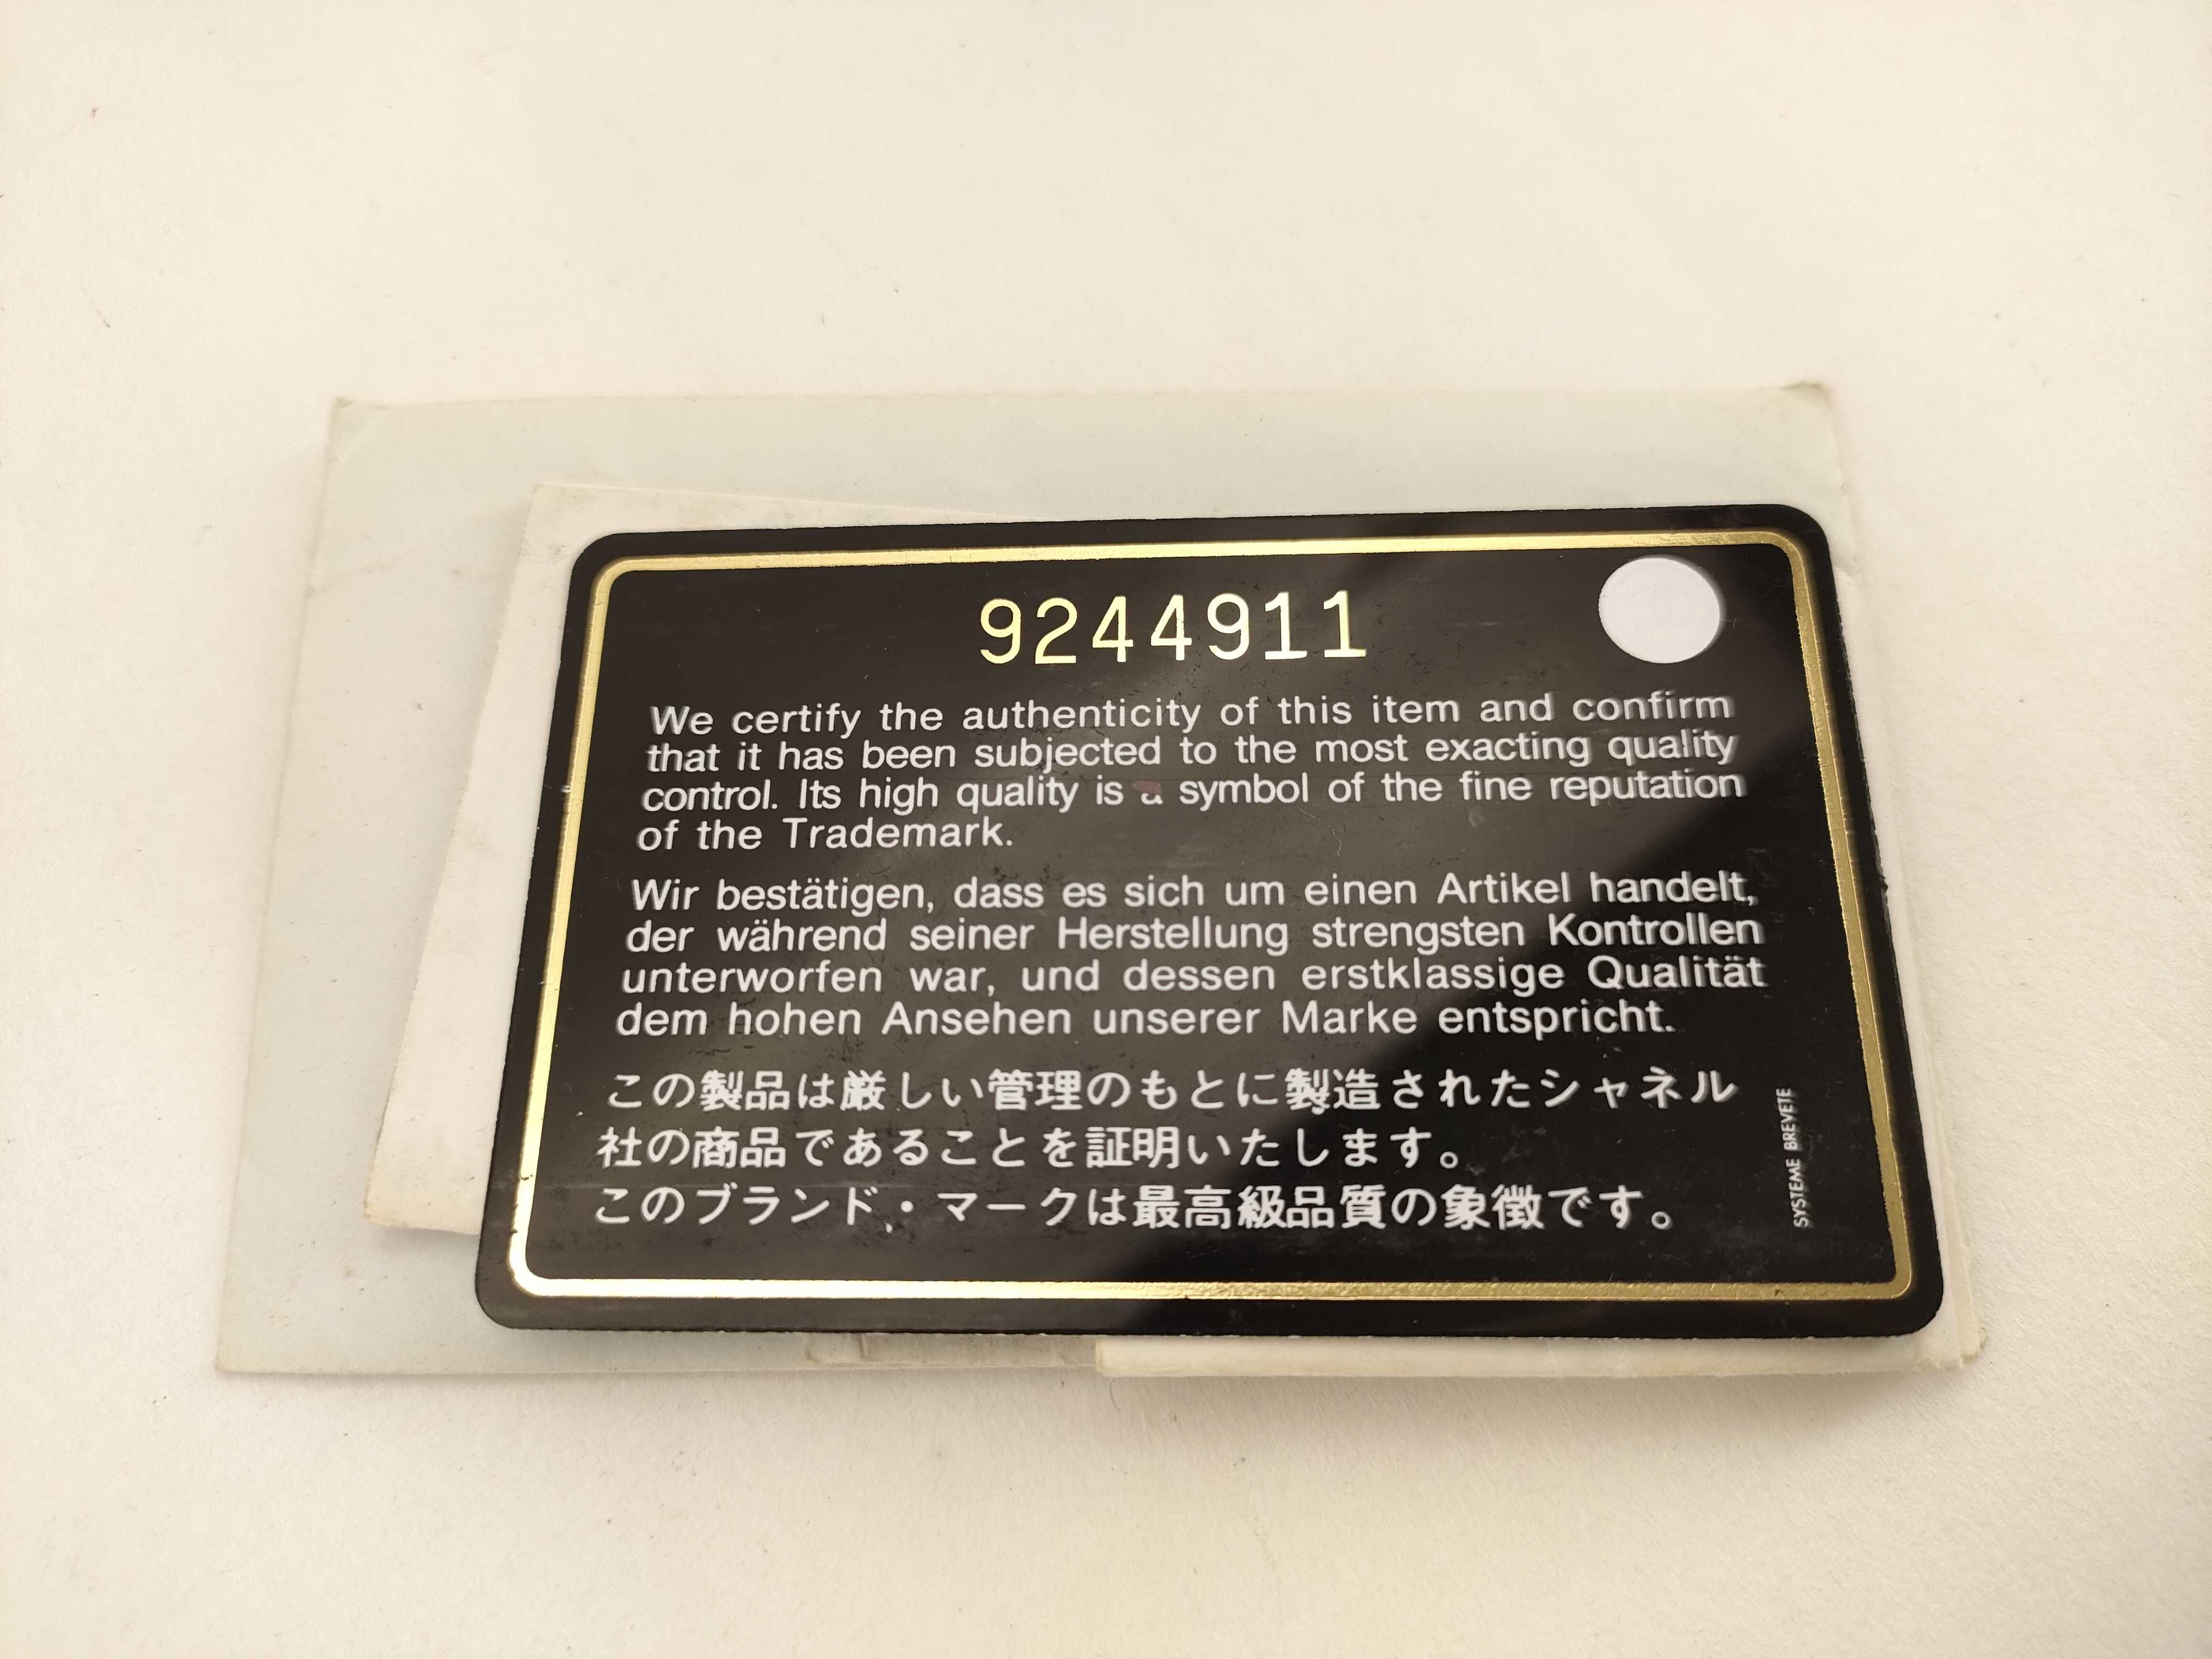 9244911
We certify the authenticity of this item and confirm
that it has been subjected to the most exacting quality
control. Its high quality is a symbol of the fine reputation
of the Trademark.
Wir bestätigen, dass es sich um einen Artikel handelt,
der während seiner Herstellung strengsten Kontrollen
unterworfen war, und dessen erstklassige Qualität
dem hohen Ansehen unserer Marke entspricht.
この製品は厳しい管理のもとに製造されたシャネル
社の商品であることを証明いたします。
このブランド・マークは最高級品質の象徴です。
SYSTEME BREVETE